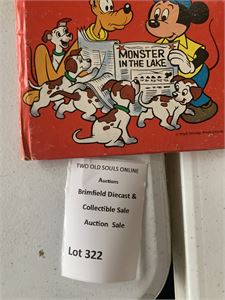 MONSTER
IN THE LAKE
TWO OLD SOULS ONLINE
Auctions
Brimfield Diecast &
Collectible Sale
Auction Sale
Lot 322